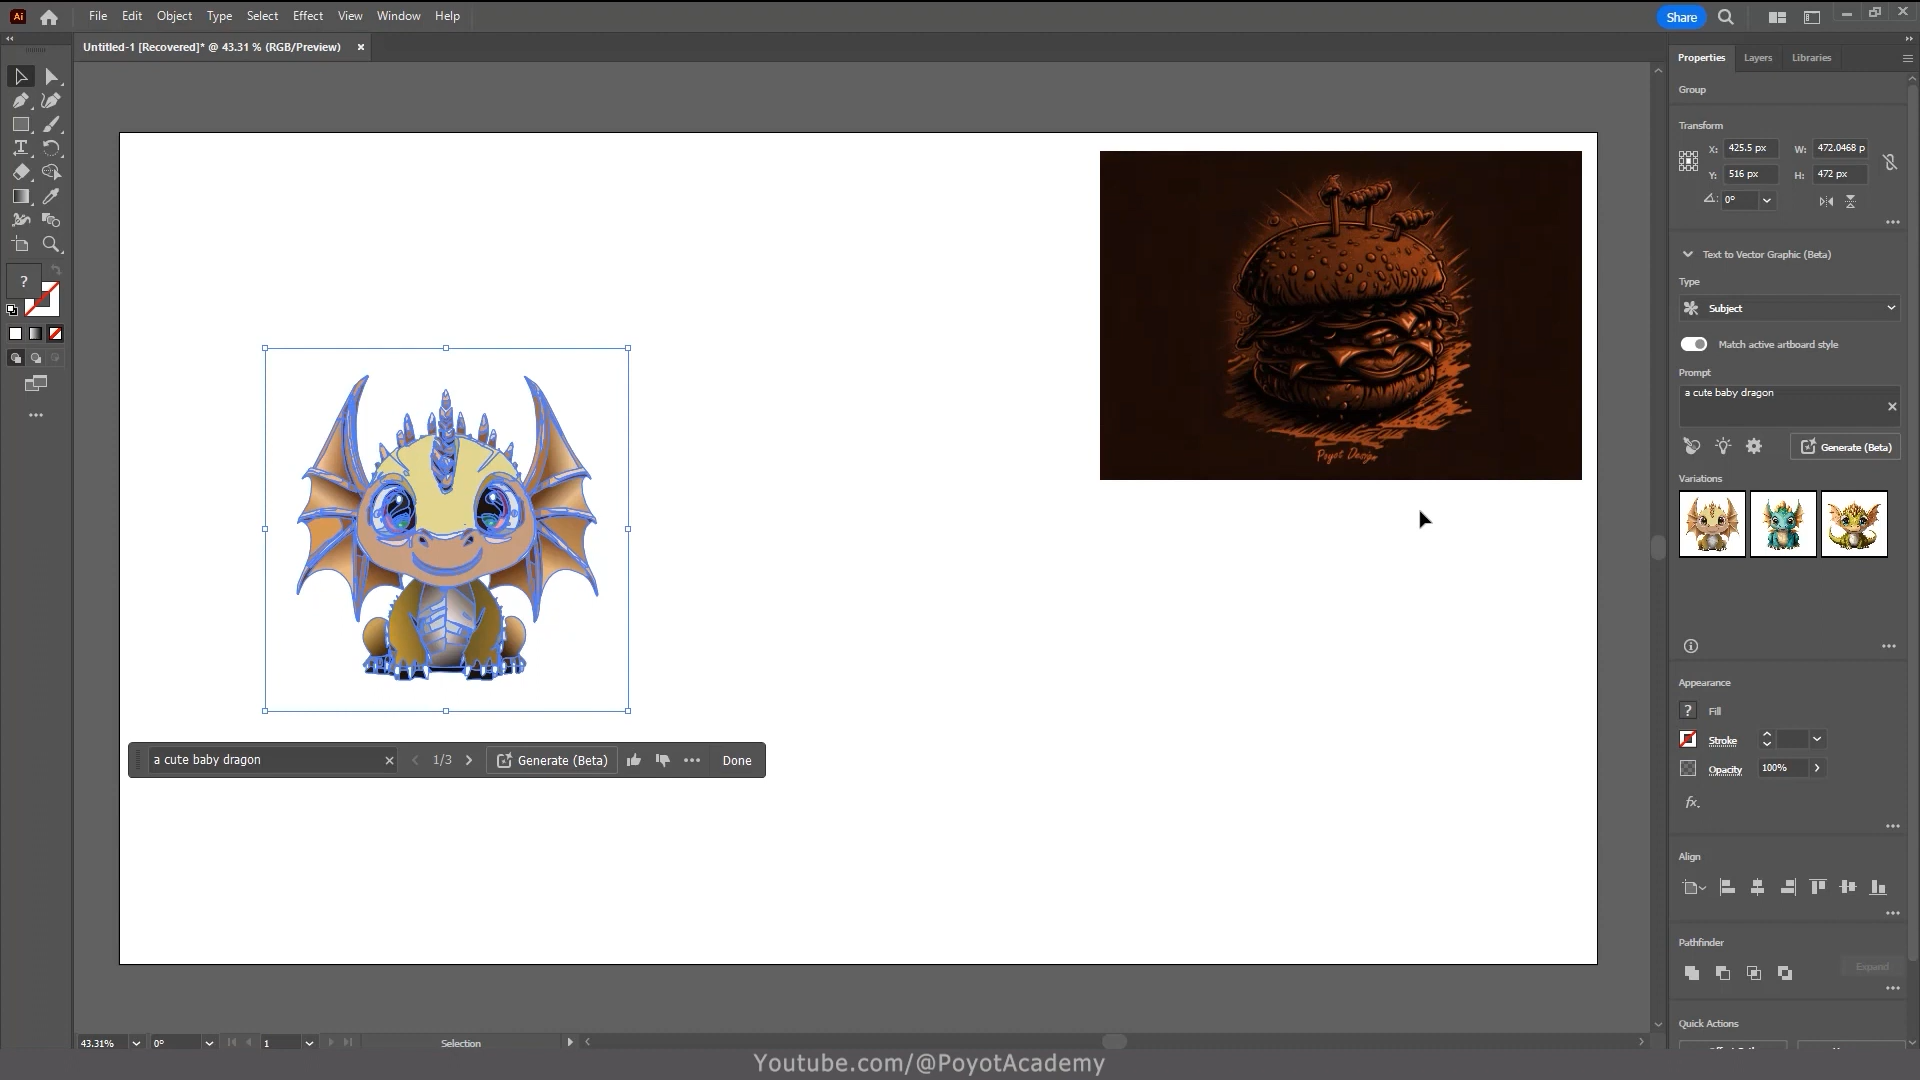 Ai
File Edit Object Type Select Effect View Window Help
Share
Untitled-1 [Recovered]* @ 43.31 % (RGB/Preview)
Properties Layers Libraries
Group
Transform
X: 425.5 px W: 472.0468 p
Y: 516 px H: 472 px
0°
Text to Vector Graphic (Beta)
Type
Subject
Match active artboard style
Prompt
a cute baby dragon
Generate (Beta)
Variations
Poyot Design
a cute baby dragon 1/3 Generate (Beta) Done
Appearance
? Fill
Stroke
Opacity 100%
fx.
Align
Pathfinder
Expand
Quick Actions
43.31% 0° 1 Selection
Youtube.com/@PoyotAcademy